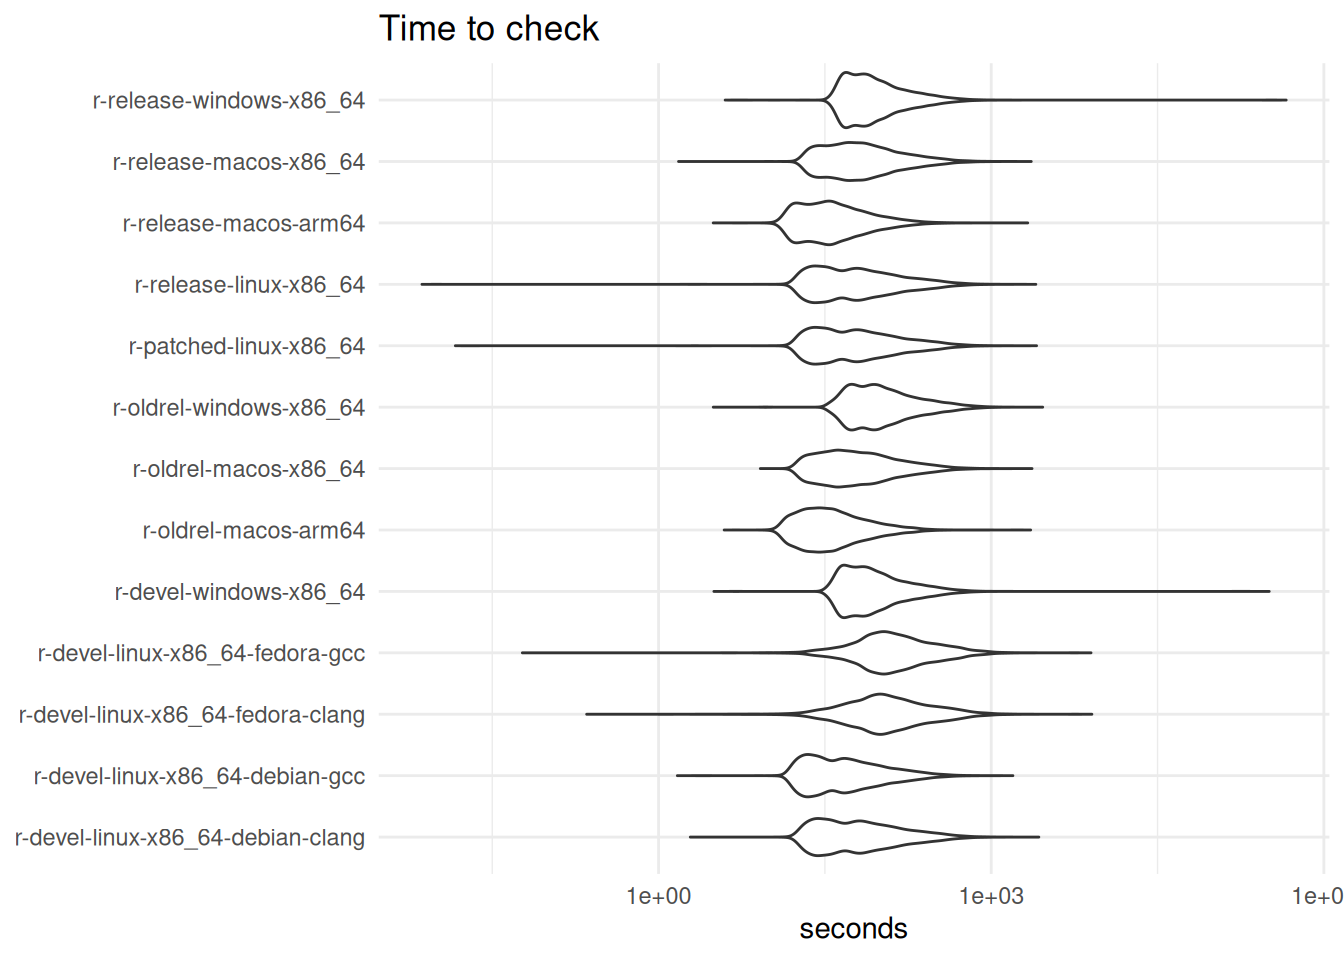 Time to check
r-release-windows-x86_64
r-release-macos-x86_64
r-release-macos-arm64
r-release-linux-x86_64
r-patched-linux-x86_64
r-oldrel-windows-x86_64
r-oldrel-macos-x86_64
r-oldrel-macos-arm64
r-devel-windows-x86_64
r-devel-linux-x86_64-fedora-gcc
r-devel-linux-x86_64-fedora-clang
r-devel-linux-x86_64-debian-gcc
r-devel-linux-x86_64-debian-clang
1e+00 1e+03 1e+0
seconds